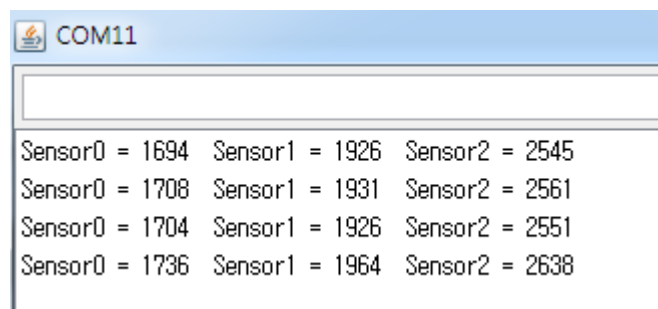 COM11
Sensor0 = 1694  Sensor1 = 1926  Sensor2 = 2545
Sensor0 = 1708  Sensor1 = 1931  Sensor2 = 2561
Sensor0 = 1704  Sensor1 = 1926  Sensor2 = 2551
Sensor0 = 1736  Sensor1 = 1964  Sensor2 = 2638